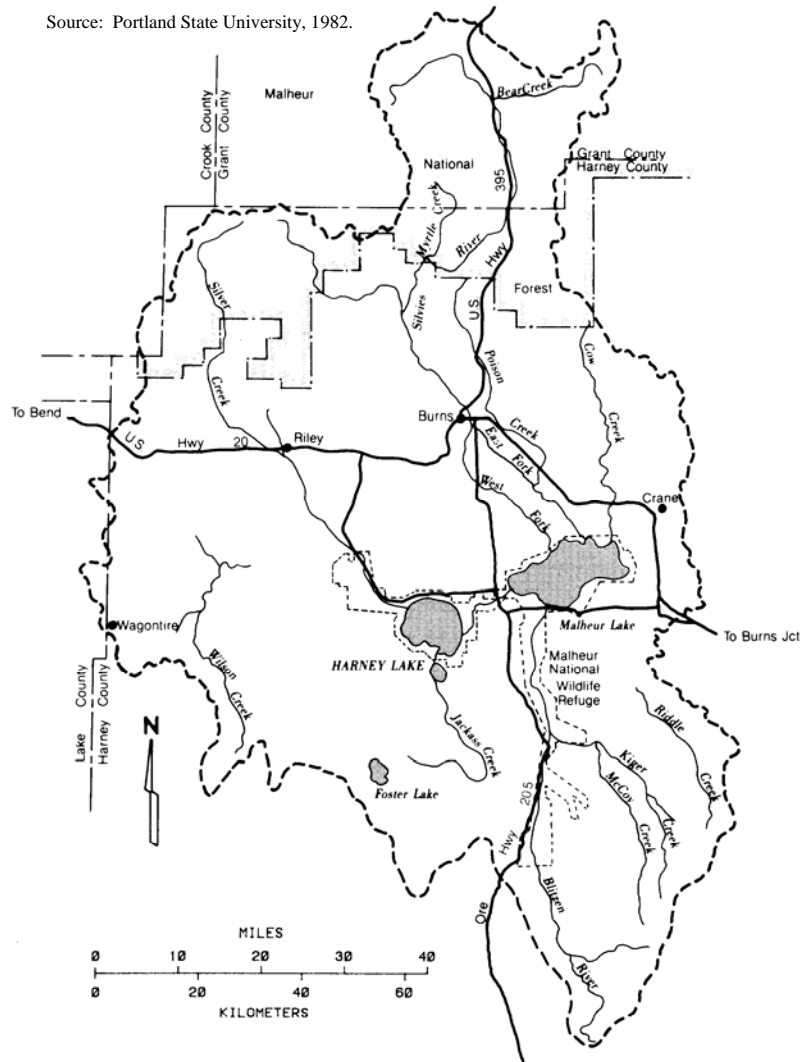 Source: Portland State University, 1982.
Malheur
Crook County
Grant County
Bear Creek
National
Grant County
Harney County
395
Myrtle Creek
River
Hwy
Forest
U.S.
Silver
Silvies
Poison
Cow
Creek
Creek
To Bend
Burns
Creek
U.S.
Hwy
20
Riley
East
Fork
West
Fork
Crane
Wagontire
Malheur Lake
To Burns Jct
HARNEY LAKE
Malheur
National
Wildlife
Refuge
Wilson
Creek
Lake County
Harney County
N
Jackass Creek
Riddle
Creek
Kiger
McCoy
Creek
Creek
Foster Lake
205
Hwy
Ore
Blitzen
River
MILES
0 10 20 30 40
0 20 40 60
KILOMETERS